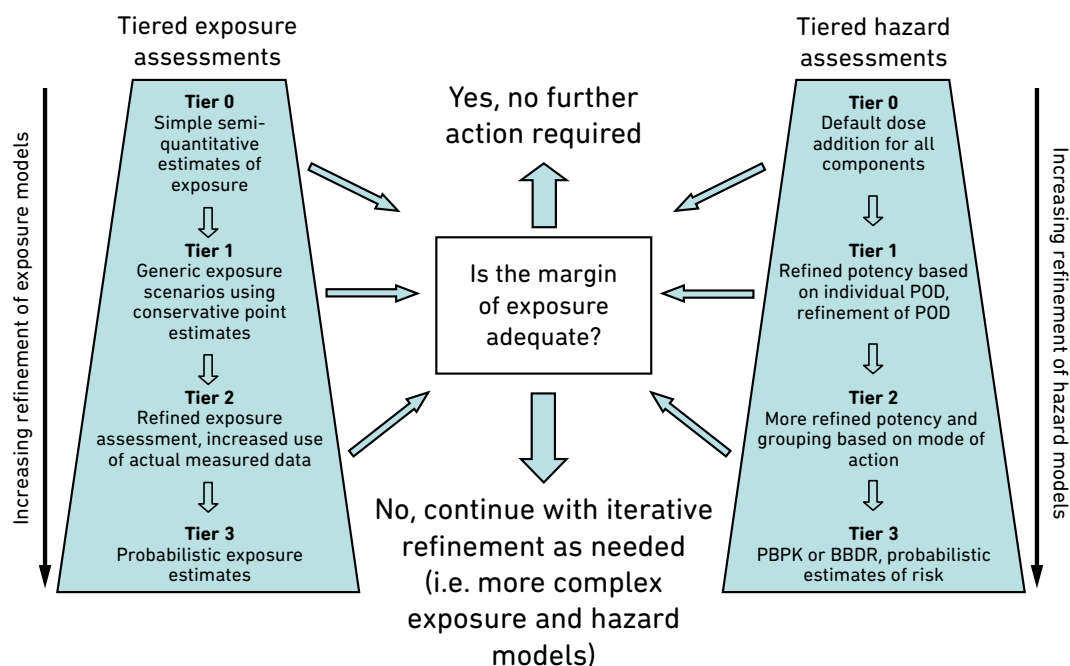 Tiered exposure
assessments
Increasing refinement of exposure models
Tier 0
Simple semi-
quantitative
estimates of
exposure
Tier 1
Generic exposure
scenarios using
conservative point
estimates
Tier 2
Refined exposure
assessment, increased use
of actual measured data
Tier 3
Probabilistic exposure
estimates
Yes, no further
action required
Is the margin
of exposure
adequate?
No, continue with iterative
refinement as needed
(i.e. more complex
exposure and hazard
models)
Tiered hazard
assessments
Tier 0
Default dose
addition for all
components
Tier 1
Refined potency based
on individual POD,
refinement of POD
Tier 2
More refined potency and
grouping based on mode of
action
Tier 3
PBPK or BBDR, probabilistic
estimates of risk
Increasing refinement of hazard models